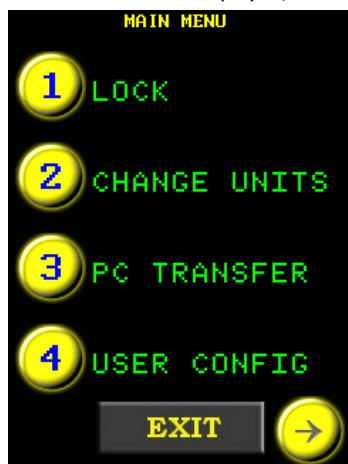 MAIN MENU
1 LOCK
2 CHANGE UNITS
3 PC TRANSFER
4 USER CONFIG
EXIT →